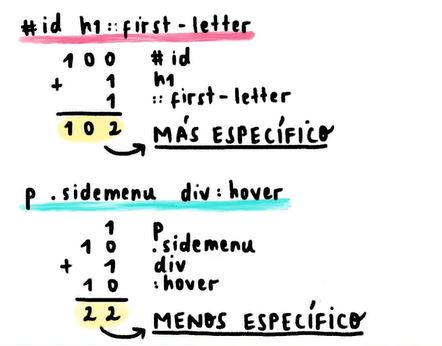 #id h1::first-letter
100 #id
+ 1 h1
1 ::first-letter
102 MÁS ESPECÍFICO
p .sidemenu div:hover
1 p
10 .sidemenu
+ 1 div
10 :hover
22 MENOS ESPECÍFICO